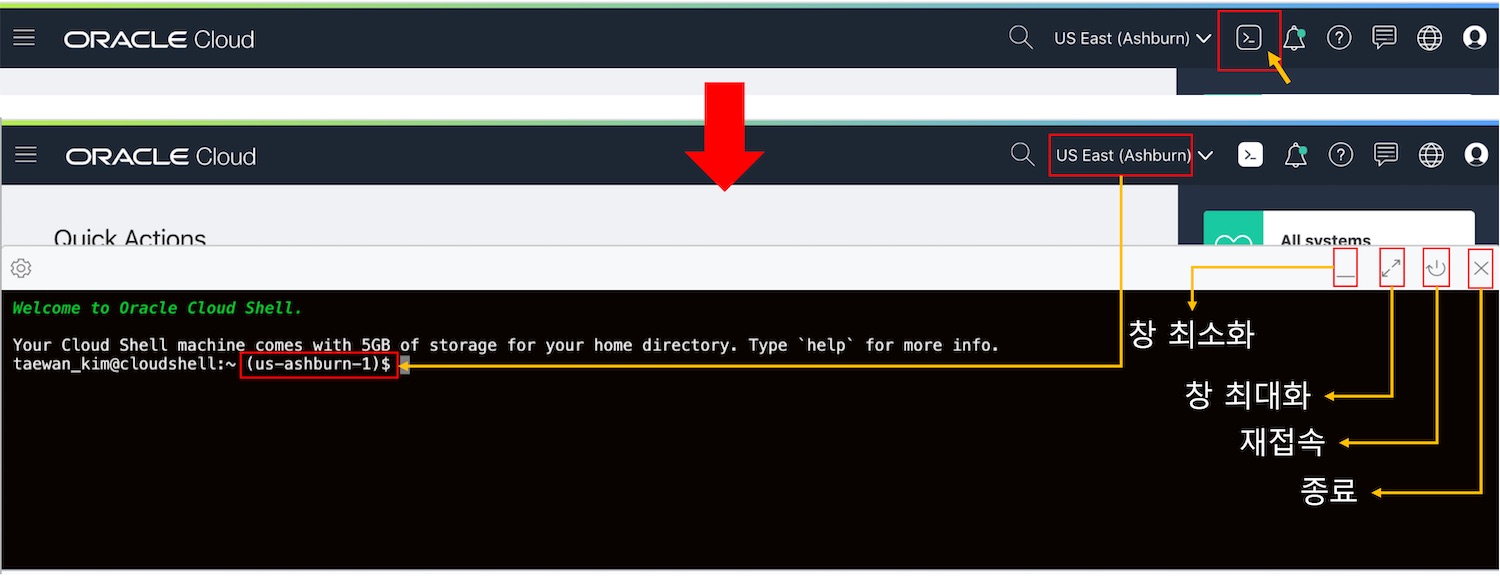 ORACLE Cloud
US East (Ashburn)
ORACLE Cloud
US East (Ashburn)
Quick Actions
All systems
Welcome to Oracle Cloud Shell.
Your Cloud Shell machine comes with 5GB of storage for your home directory. Type `help` for more info.
taewan_kim@cloudshell:~ (us-ashburn-1)$
창 최소화
창 최대화
재접속
종료